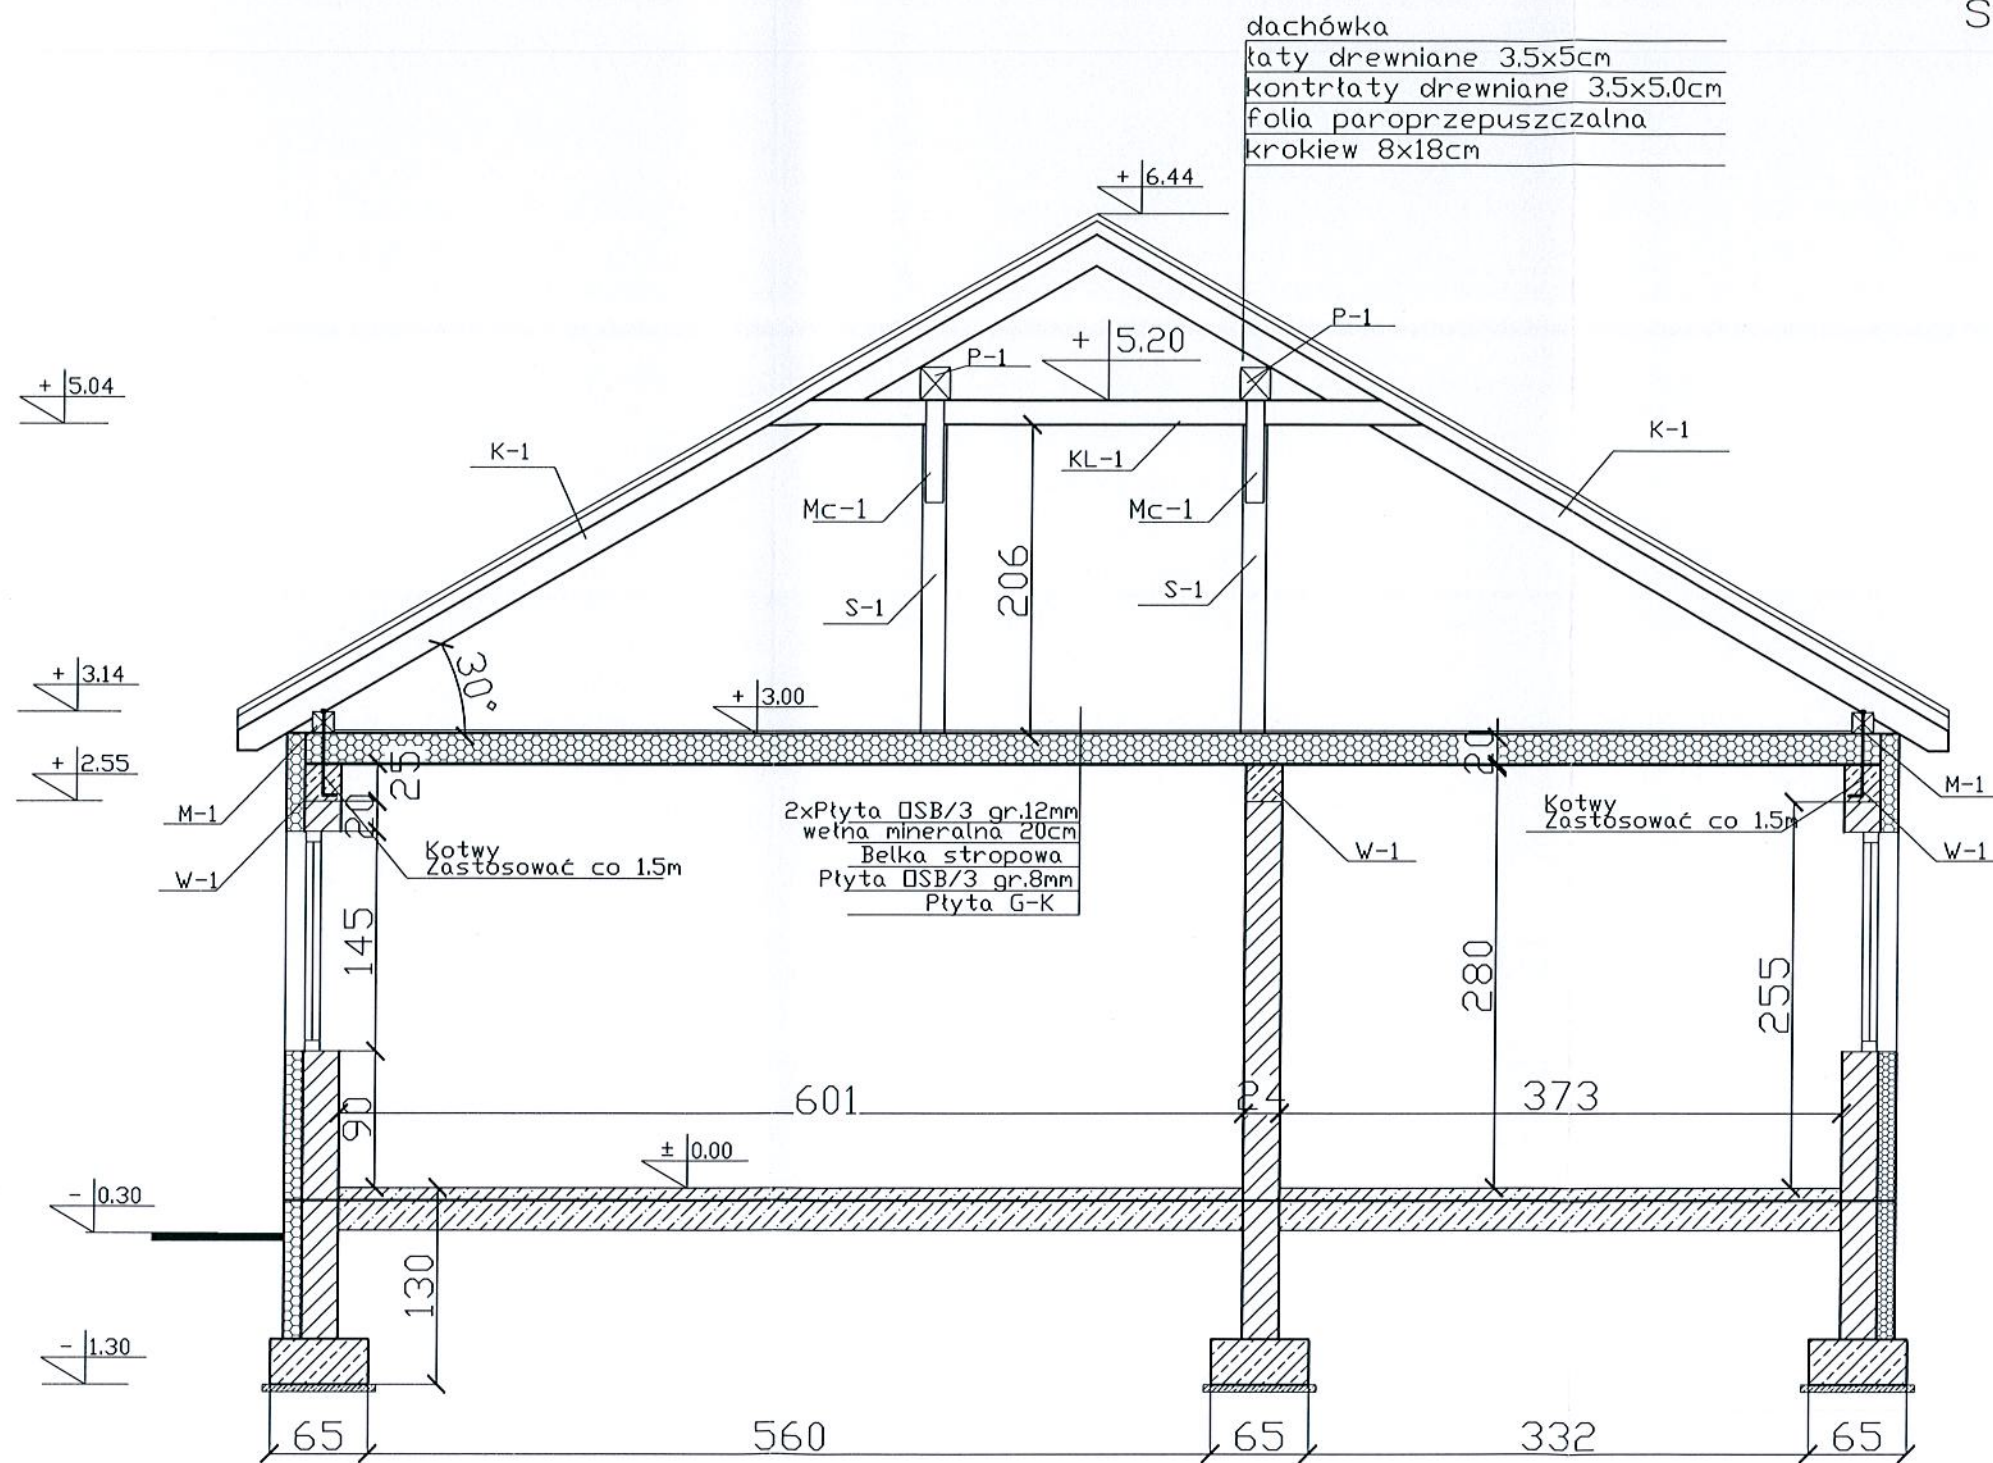 S
dachówka
łaty drewniane 3.5x5cm
kontrłaty drewniane 3.5x5.0cm
folia paroprzepuszczalna
krokiew 8x18cm
+ 6.44
P-1
+ 5.20
P-1
+ 5.04
K-1
KL-1
K-1
Mc-1
Mc-1
206
S-1
S-1
30°
+ 3.14
+ 3.00
+ 2.55
25
20
20
M-1
M-1
2xPłyta OSB/3 gr.12mm
wełna mineralna 20cm
Belka stropowa
Płyta OSB/3 gr.8mm
Płyta G-K
Kotwy
Zastosować co 1.5m
Kotwy
Zastosować co 1.5m
W-1
W-1
W-1
145
280
255
601
24
373
90
± 0.00
- 0.30
130
- 1.30
65
560
65
332
65